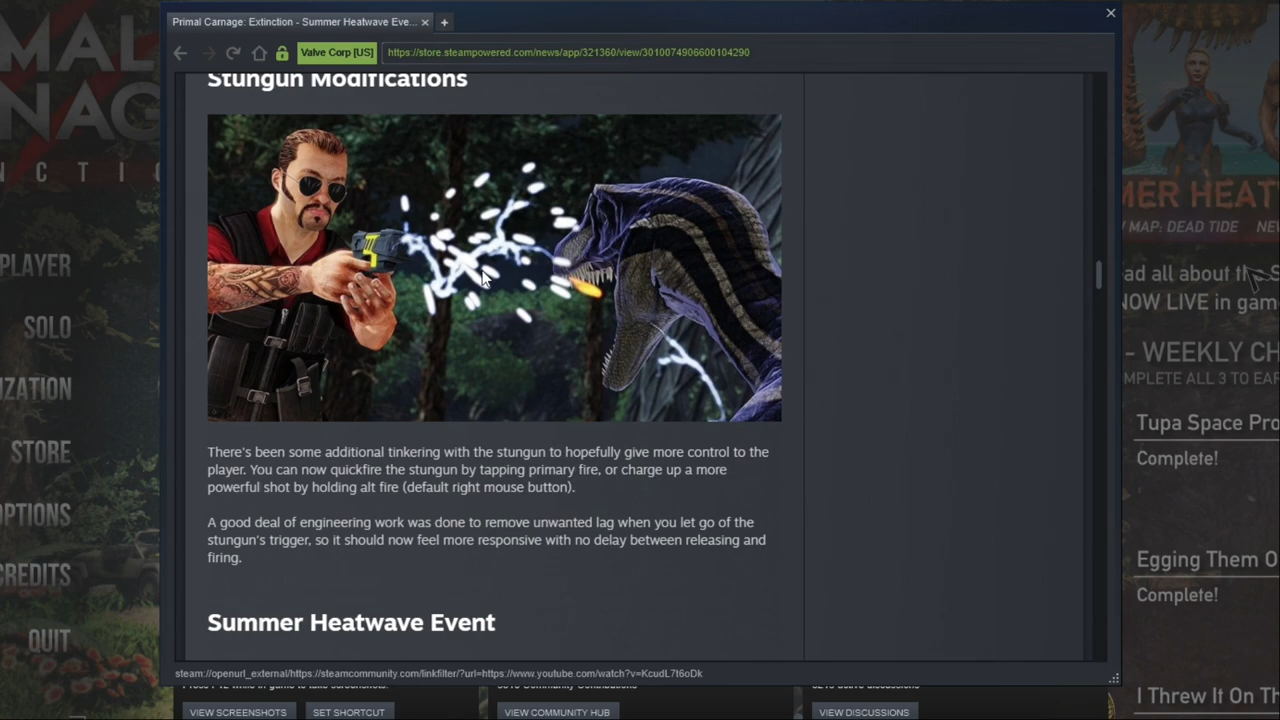 Primal Carnage: Extinction - Summer Heatwave Eve...
Valve Corp [US]
https://store.steampowered.com/news/app/321360/view/3010074906600104290
Stungun Modifications
There's been some additional tinkering with the stungun to hopefully give more control to the
player. You can now quickfire the stungun by tapping primary fire, or charge up a more
powerful shot by holding alt fire (default right mouse button).
A good deal of engineering work was done to remove unwanted lag when you let go of the
stungun's trigger, so it should now feel more responsive with no delay between releasing and
firing.
Summer Heatwave Event
steam://openurl_external/https://steamcommunity.com/linkfilter/?url=https://www.youtube.com/watch?v=KcudL7t6oDk
VIEW SCREENSHOTS
SET SHORTCUT
VIEW COMMUNITY HUB
VIEW DISCUSSIONS
MAL
NAG
NCTIO
PLAYER
SOLO
IZATION
STORE
OPTIONS
CREDITS
QUIT
MER HEAT
MAP: DEAD TIDE NE
ad all about the S
NOW LIVE in gam
- WEEKLY CH
MPLETE ALL 3 TO EAR
Tupa Space Pro
Complete!
Egging Them O
Complete!
I Threw It On Th